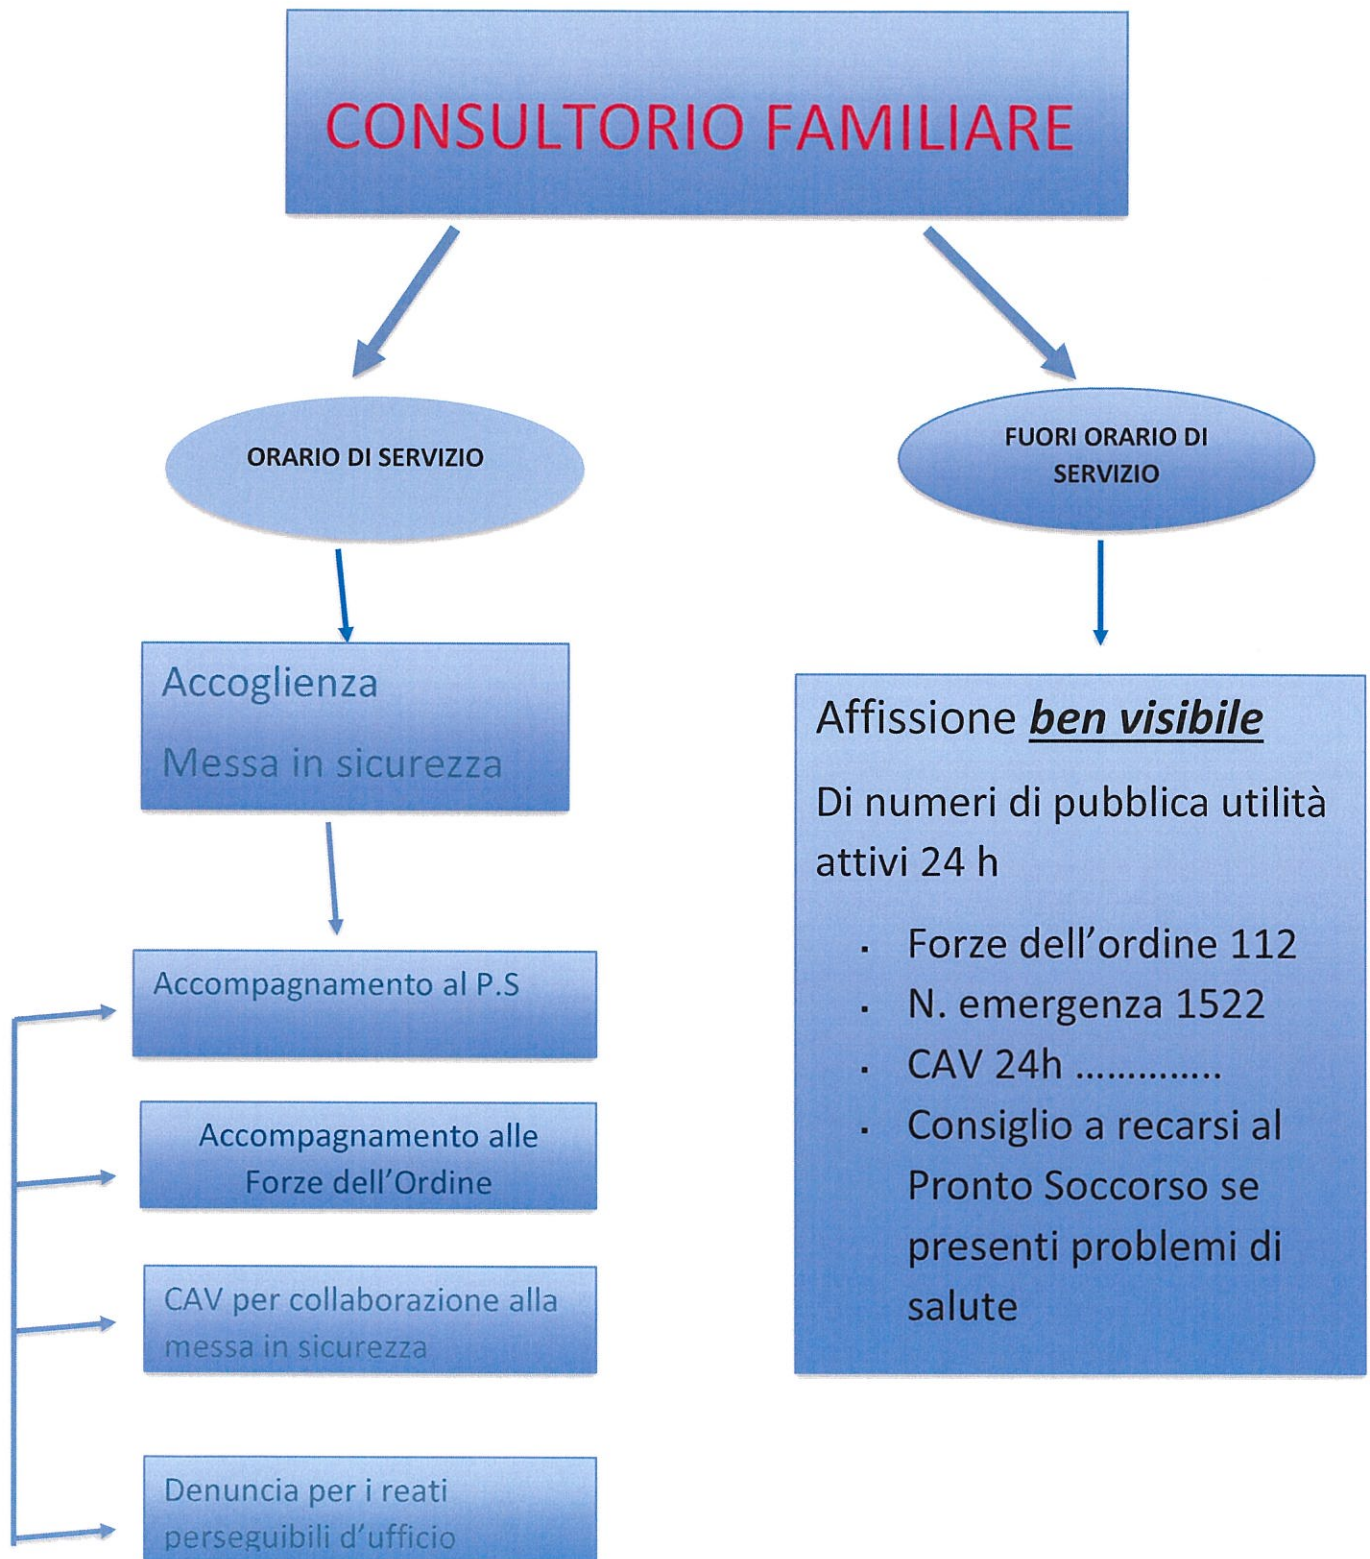 CONSULTORIO FAMILIARE
ORARIO DI SERVIZIO
FUORI ORARIO DI
SERVIZIO
Accoglienza
Messa in sicurezza
Accompagnamento al P.S
Accompagnamento alle
Forze dell'Ordine
CAV per collaborazione alla
messa in sicurezza
Denuncia per i reati
perseguibili d'ufficio
Affissione ben visibile
Di numeri di pubblica utilità
attivi 24 h
▪ Forze dell'ordine 112
▪ N. emergenza 1522
▪ CAV 24h ..............
▪ Consiglio a recarsi al
Pronto Soccorso se
presenti problemi di
salute